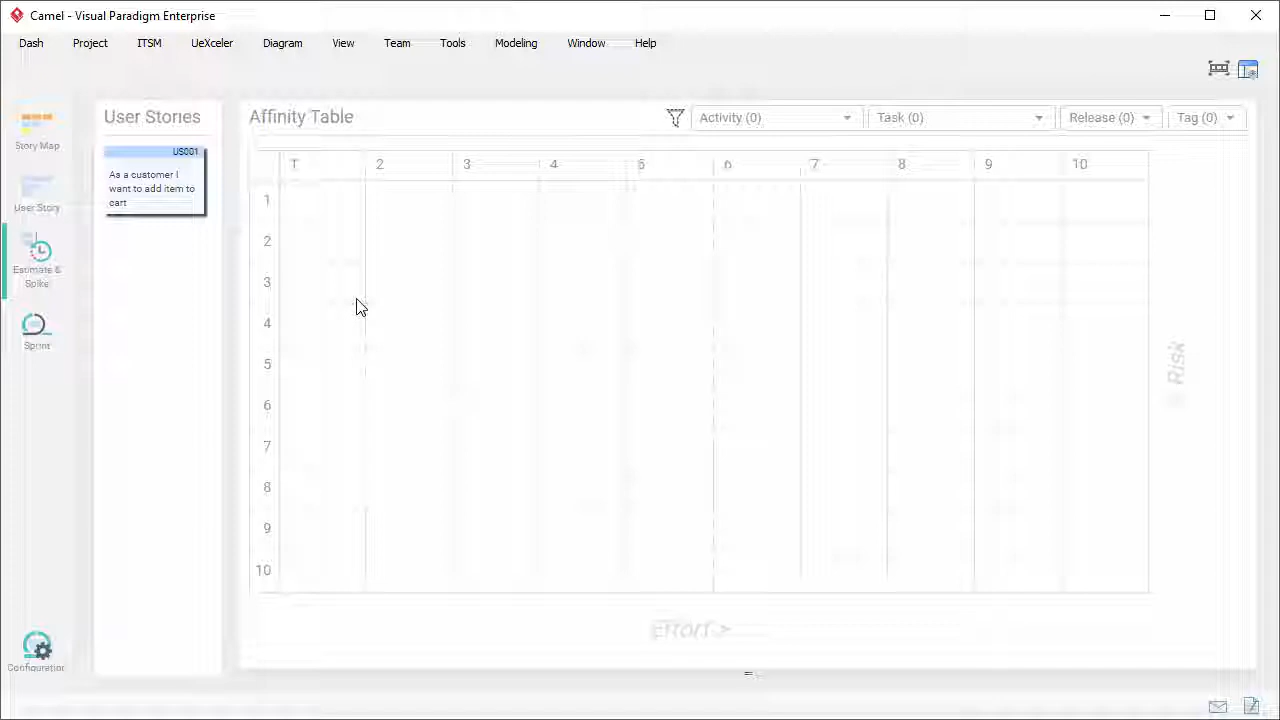 Camel - Visual Paradigm Enterprise
Dash Project ITSM UeXceler Diagram View Team Tools Modeling Window Help
User Stories
Affinity Table
Activity (0) Task (0) Release (0) Tag (0)
Story Map
User Story
Estimate &
Spike
Sprint
Configuration
US001
As a customer I
want to add item to
cart
1 2 3 4 5 6 7 8 9 10
1
2
3
4
5
6
7
8
9
10
Risk
Effort >